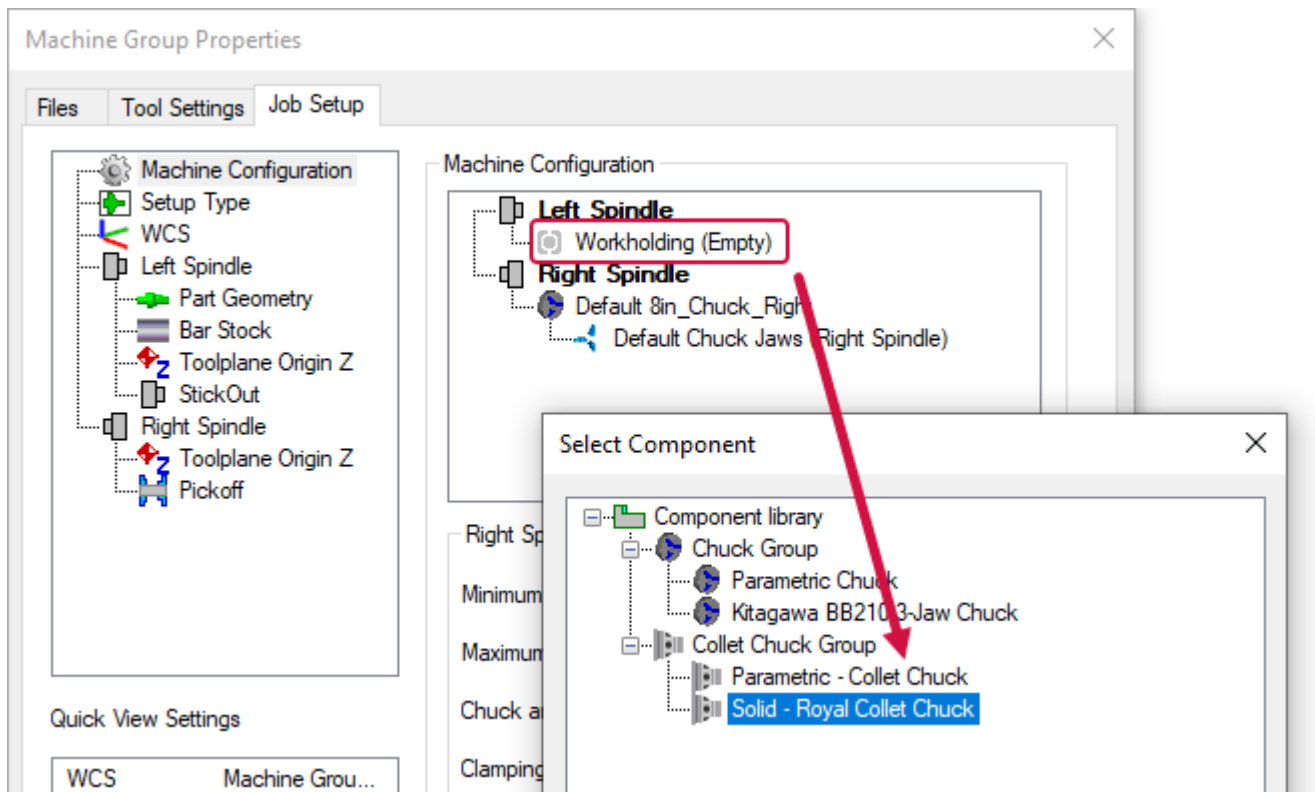 Machine Group Properties
Files Tool Settings Job Setup
Machine Configuration
Setup Type
WCS
Left Spindle
Part Geometry
Bar Stock
Toolplane Origin Z
StickOut
Right Spindle
Toolplane Origin Z
Pickoff
Machine Configuration
Left Spindle
Workholding (Empty)
Right Spindle
Default 8in_Chuck_Right
Default Chuck Jaws (Right Spindle)
Right Sp
Minimum
Maximum
Chuck a
Clamping
Quick View Settings
WCS Machine Grou...
Select Component
Component library
Chuck Group
Parametric Chuck
Kitagawa BB210 3-Jaw Chuck
Collet Chuck Group
Parametric - Collet Chuck
Solid - Royal Collet Chuck